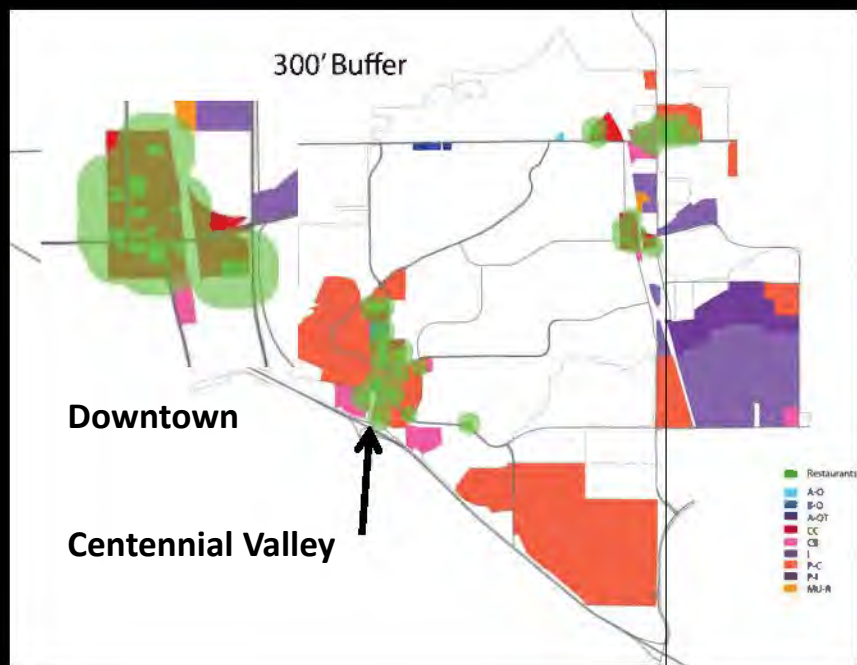 300' Buffer
Downtown
Centennial Valley
Restaurants
A-O
B-O
A-OT
CC
CB
I
P-C
P-I
MU-R